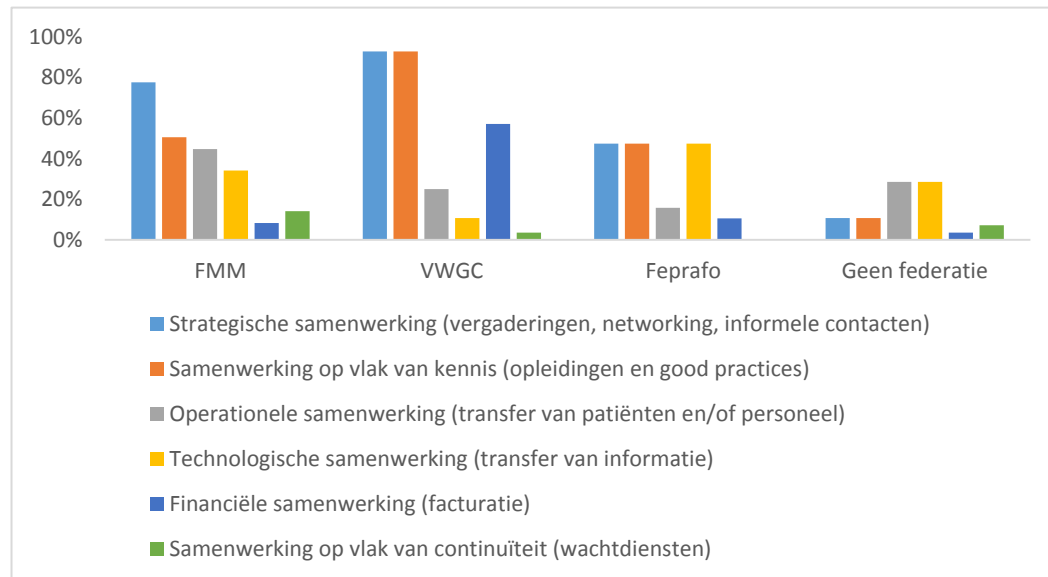 100%
80%
60%
40%
20%
0%
FMM VWGC Feprafo Geen federatie
Strategische samenwerking (vergaderingen, networking, informele contacten)
Samenwerking op vlak van kennis (opleidingen en good practices)
Operationele samenwerking (transfer van patiënten en/of personeel)
Technologische samenwerking (transfer van informatie)
Financiële samenwerking (facturatie)
Samenwerking op vlak van continuïteit (wachtdiensten)